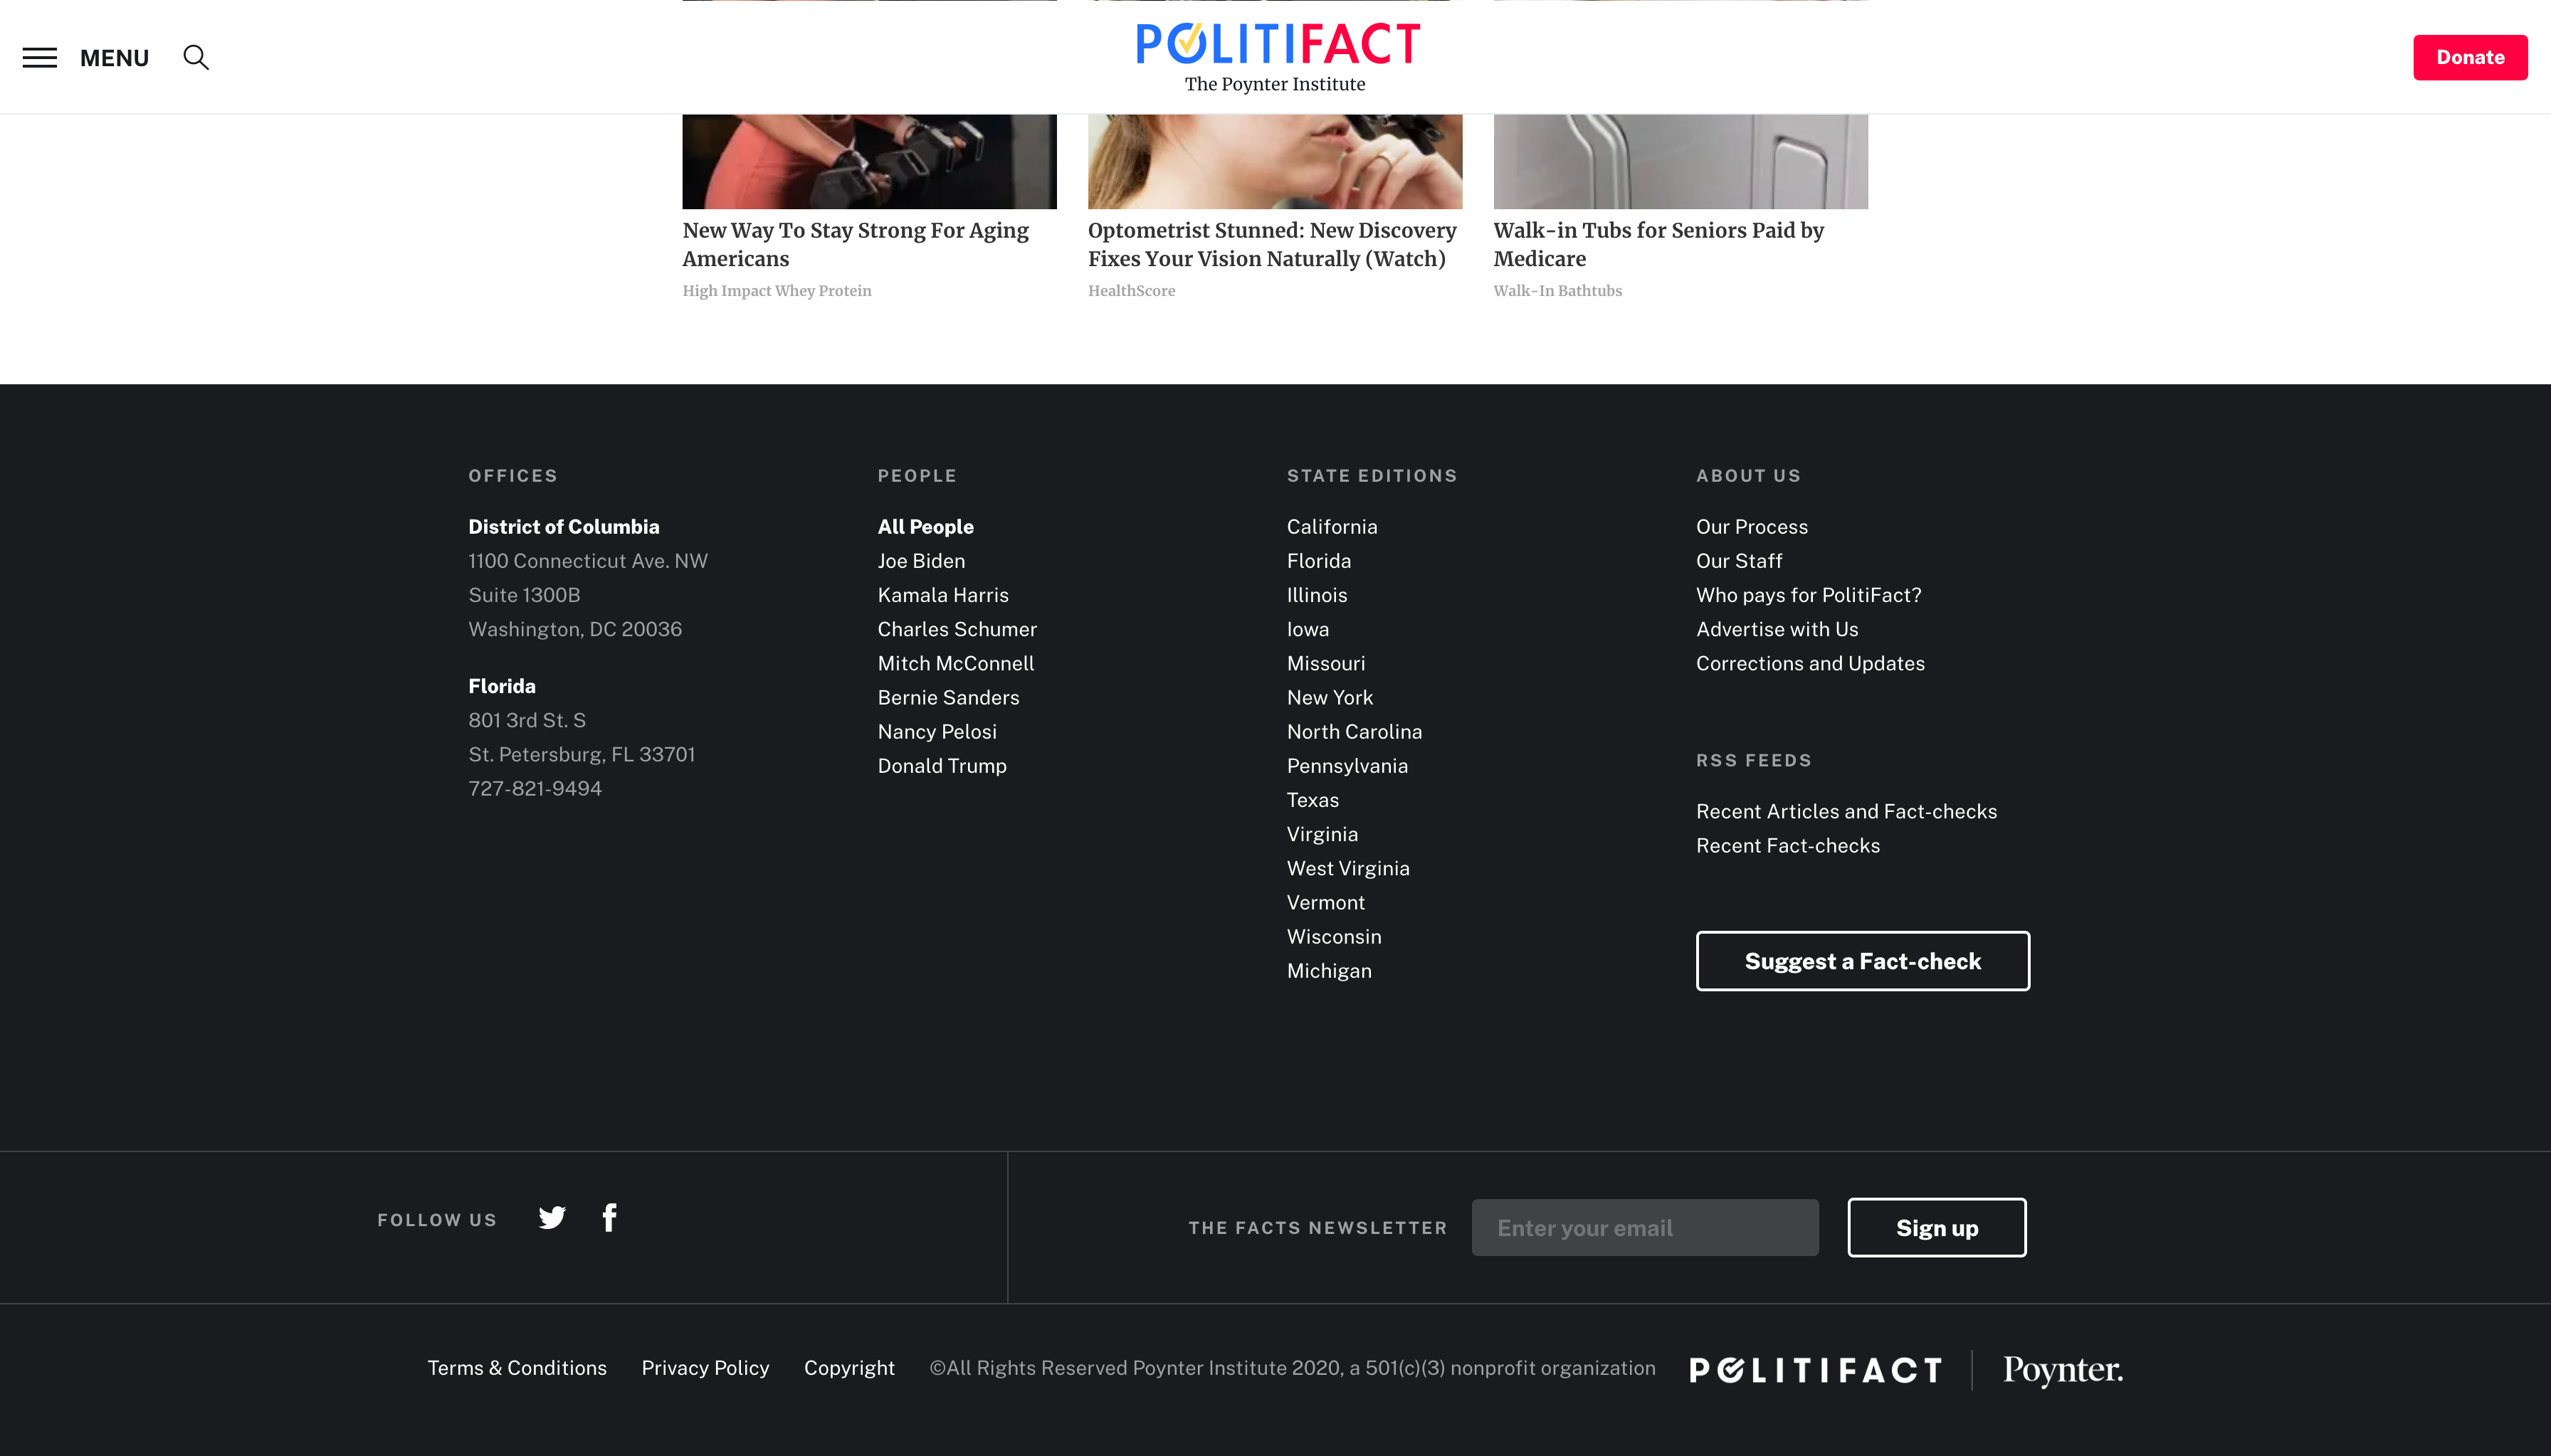 MENU
POLITIFACT
The Poynter Institute
Donate
New Way To Stay Strong For Aging
Americans
High Impact Whey Protein
Optometrist Stunned: New Discovery
Fixes Your Vision Naturally (Watch)
HealthScore
Walk-in Tubs for Seniors Paid by
Medicare
Walk-In Bathtubs
OFFICES
District of Columbia
1100 Connecticut Ave. NW
Suite 1300B
Washington, DC 20036
Florida
801 3rd St. S
St. Petersburg, FL 33701
727-821-9494
PEOPLE
All People
Joe Biden
Kamala Harris
Charles Schumer
Mitch McConnell
Bernie Sanders
Nancy Pelosi
Donald Trump
STATE EDITIONS
California
Florida
Illinois
Iowa
Missouri
New York
North Carolina
Pennsylvania
Texas
Virginia
West Virginia
Vermont
Wisconsin
Michigan
ABOUT US
Our Process
Our Staff
Who pays for PolitiFact?
Advertise with Us
Corrections and Updates
RSS FEEDS
Recent Articles and Fact-checks
Recent Fact-checks
Suggest a Fact-check
FOLLOW US
THE FACTS NEWSLETTER
Enter your email
Sign up
Terms & Conditions
Privacy Policy
Copyright
©All Rights Reserved Poynter Institute 2020, a 501(c)(3) nonprofit organization
POLITIFACT
Poynter.